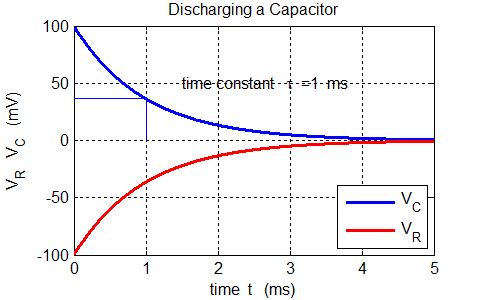 Discharging a Capacitor
100
50
0
-50
-100
V_R V_C (mV)
time constant τ =1 ms
V_C
V_R
0 1 2 3 4 5
time t (ms)